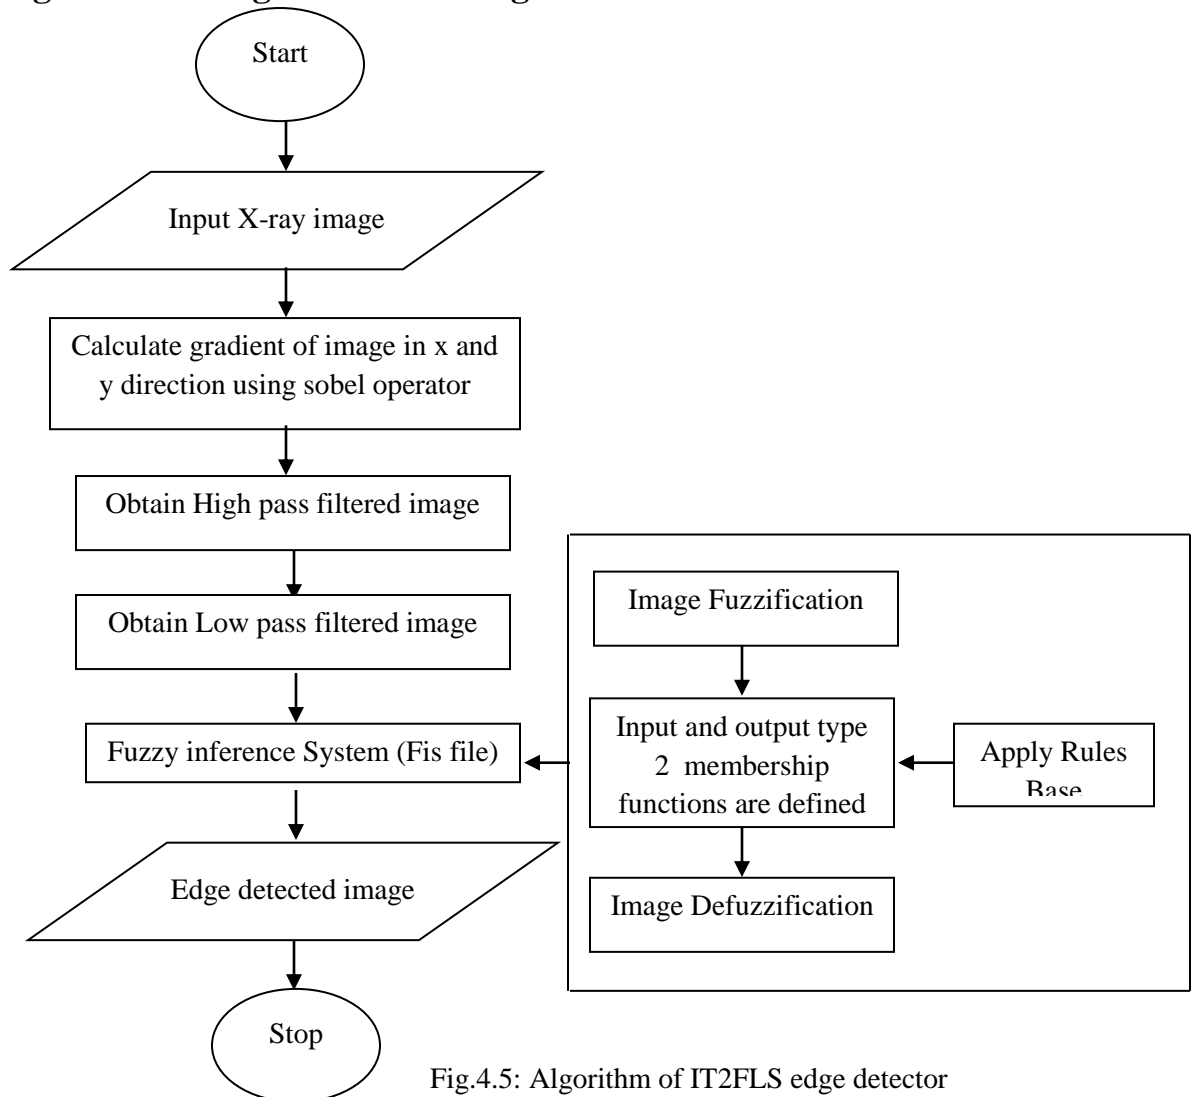 Start
Input X-ray image
Calculate gradient of image in x and
y direction using sobel operator
Obtain High pass filtered image
Obtain Low pass filtered image
Fuzzy inference System (Fis file)
Edge detected image
Stop
Image Fuzzification
Input and output type
2 membership
functions are defined
Apply Rules
Base
Image Defuzzification
Fig.4.5: Algorithm of IT2FLS edge detector